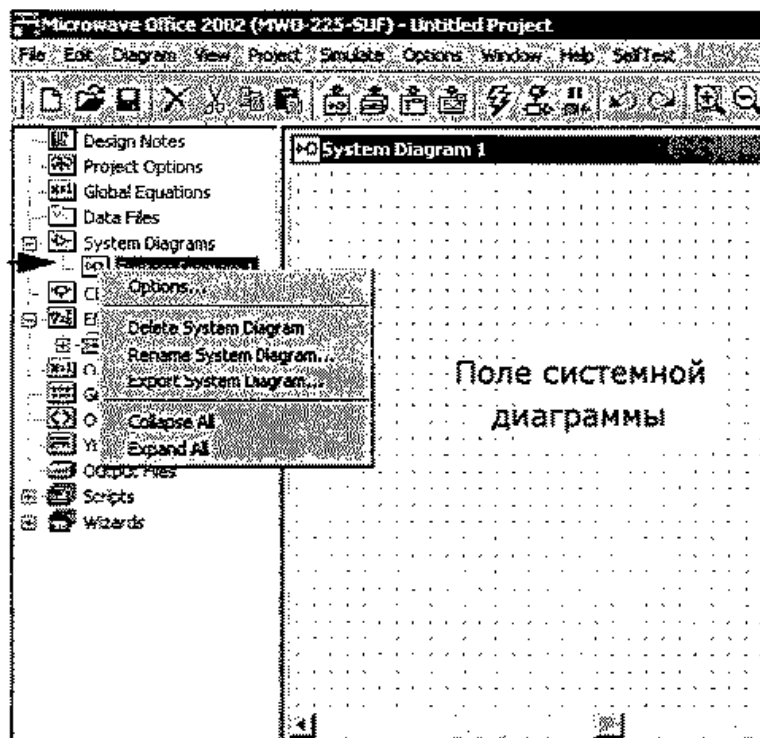 Microwave Office 2002 (MWO-225-SUF) - Untitled Project
File Edit Diagram View Project Simulate Options Window Help SelfTest
Design Notes
Project Options
Global Equations
Data Files
System Diagrams
System Diagram 1
Options...
Delete System Diagram
Rename System Diagram...
Export System Diagram...
Collapse All
Expand All
Output Files
Scripts
Wizards
Поле системной
диаграммы